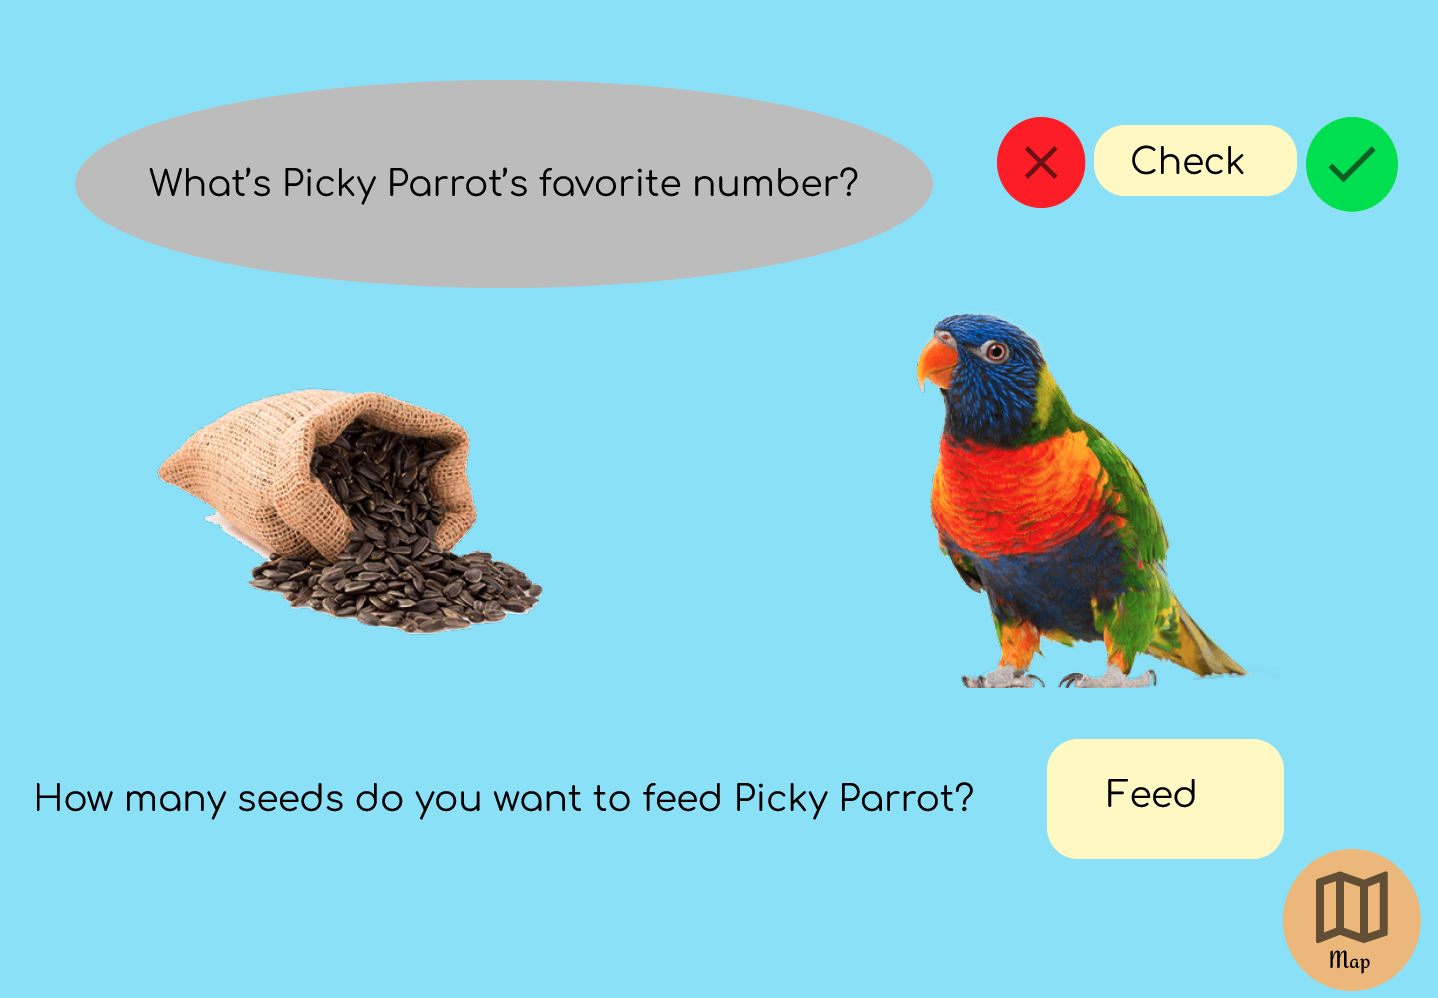 What's Picky Parrot's favorite number?
Check
How many seeds do you want to feed Picky Parrot?
Feed
Map